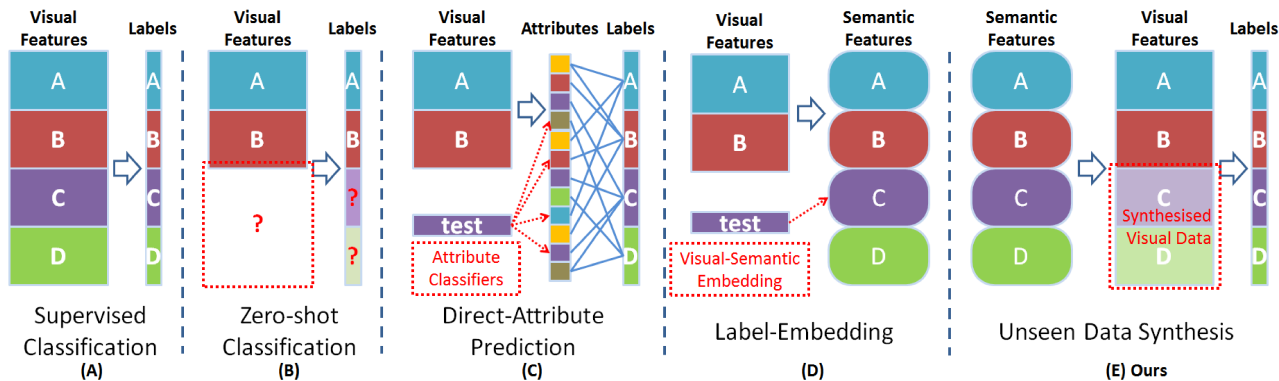 Visual
Features
Labels
A
A
B
B
C
C
D
D
Supervised
Classification
(A)
Visual
Features
Labels
A
A
B
B
?
?
?
Zero-shot
Classification
(B)
Visual
Features
Attributes
Labels
A
A
B
B
C
D
test
Attribute
Classifiers
Direct-Attribute
Prediction
(C)
Visual
Features
Semantic
Features
A
A
B
B
C
test
D
Visual-Semantic
Embedding
Label-Embedding
(D)
Semantic
Features
Visual
Features
Labels
A
A
A
B
B
B
C
C
C
Synthesised
Visual Data
D
D
D
Unseen Data Synthesis
(E) Ours